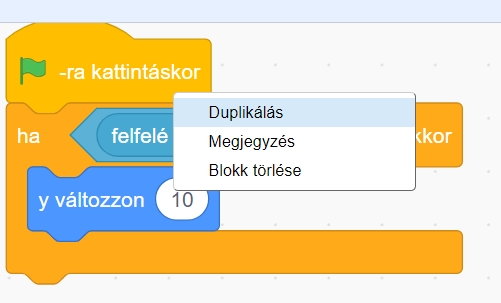 -ra kattintáskor
ha felfelé kkor
Duplikálás
Megjegyzés
Blokk törlése
y változzon 10